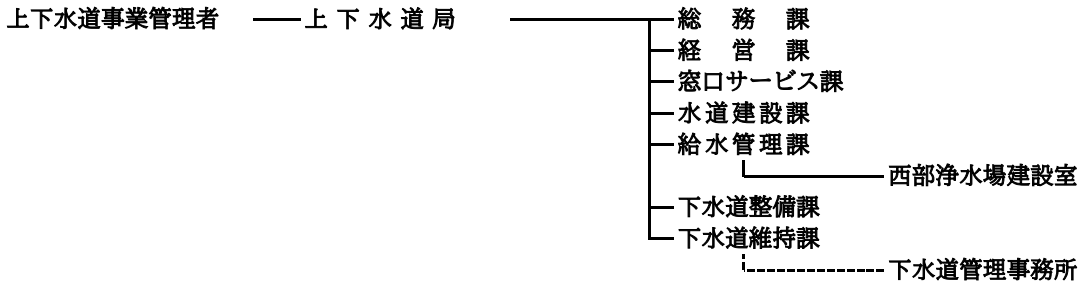 上下水道事業管理者 上下水道局 総務課
経営課
窓口サービス課
水道建設課
給水管理課
西部浄水場建設室
下水道整備課
下水道維持課
下水道管理事務所